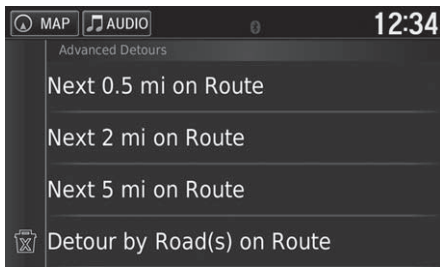 MAP AUDIO 12:34
Advanced Detours
Next 0.5 mi on Route
Next 2 mi on Route
Next 5 mi on Route
Detour by Road(s) on Route